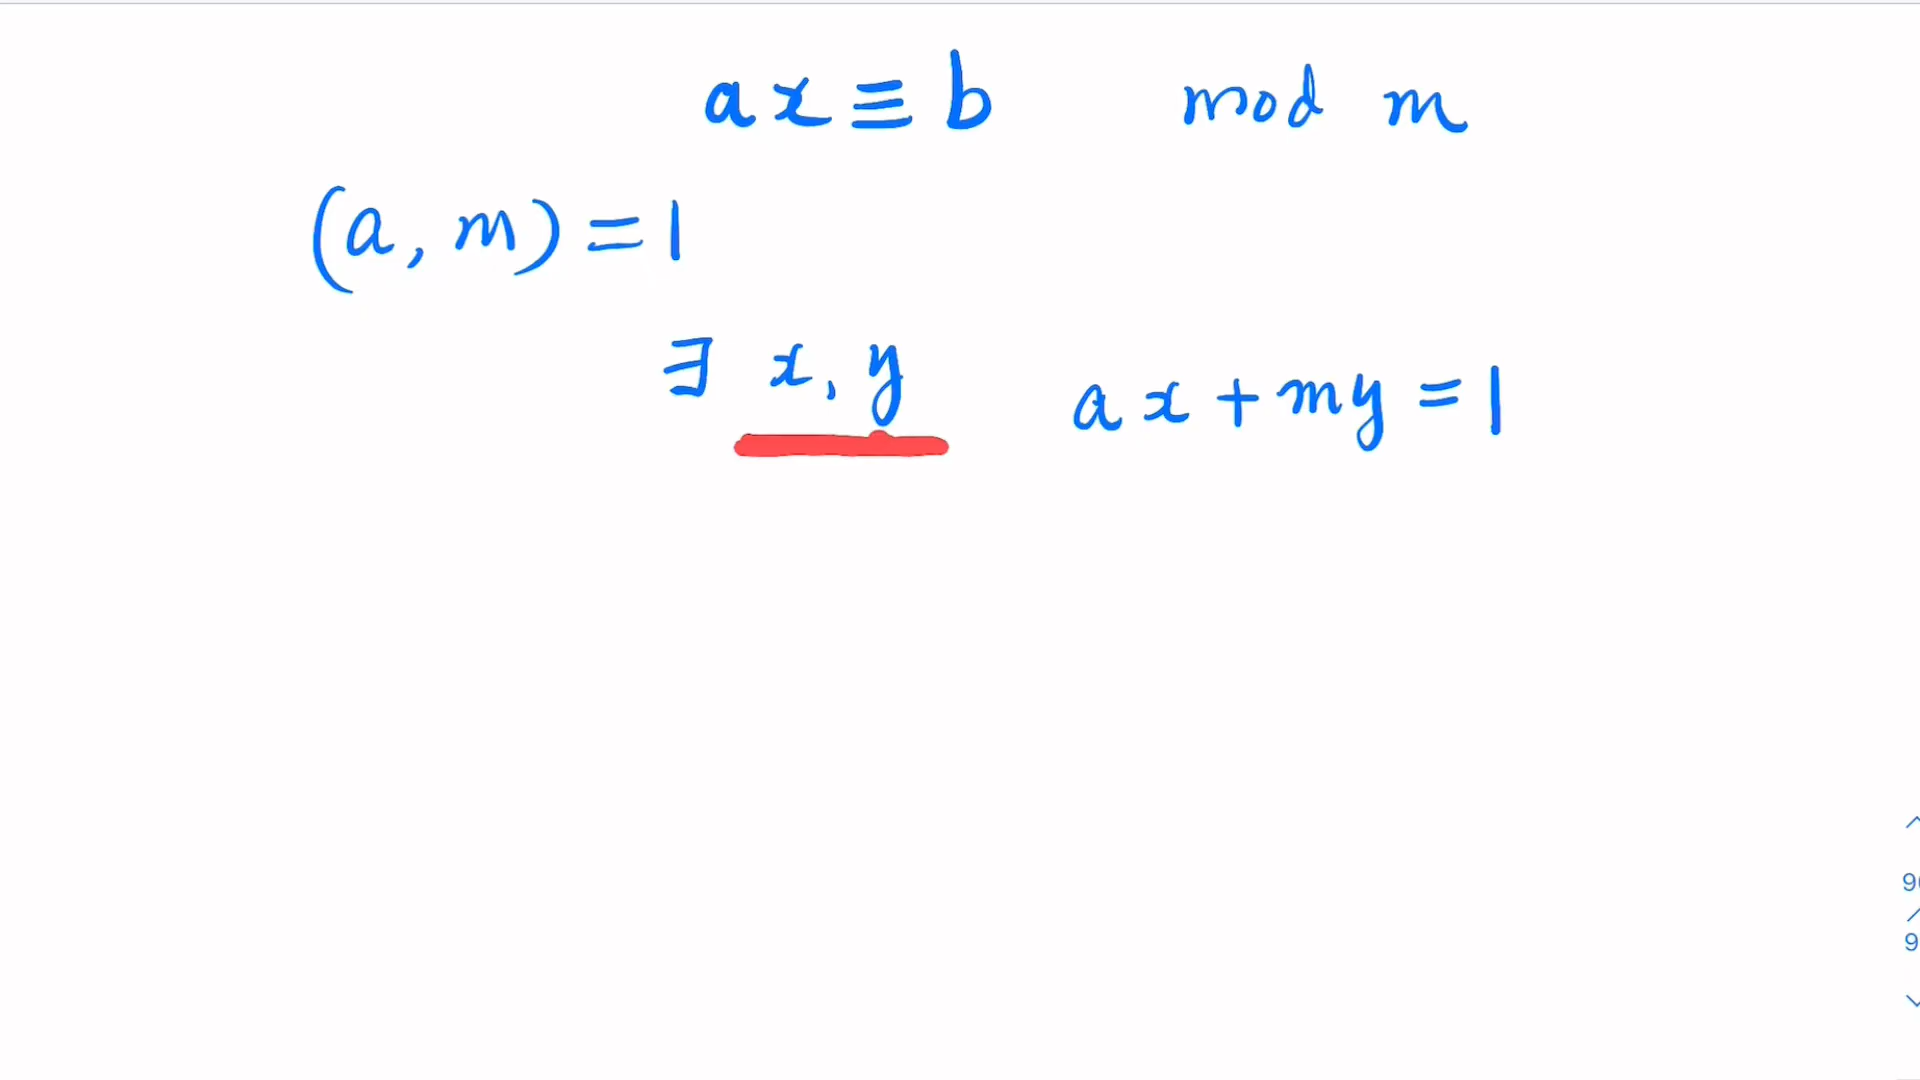 ax ≡ b mod m
(a, m) = 1
∃ x, y ax + my = 1